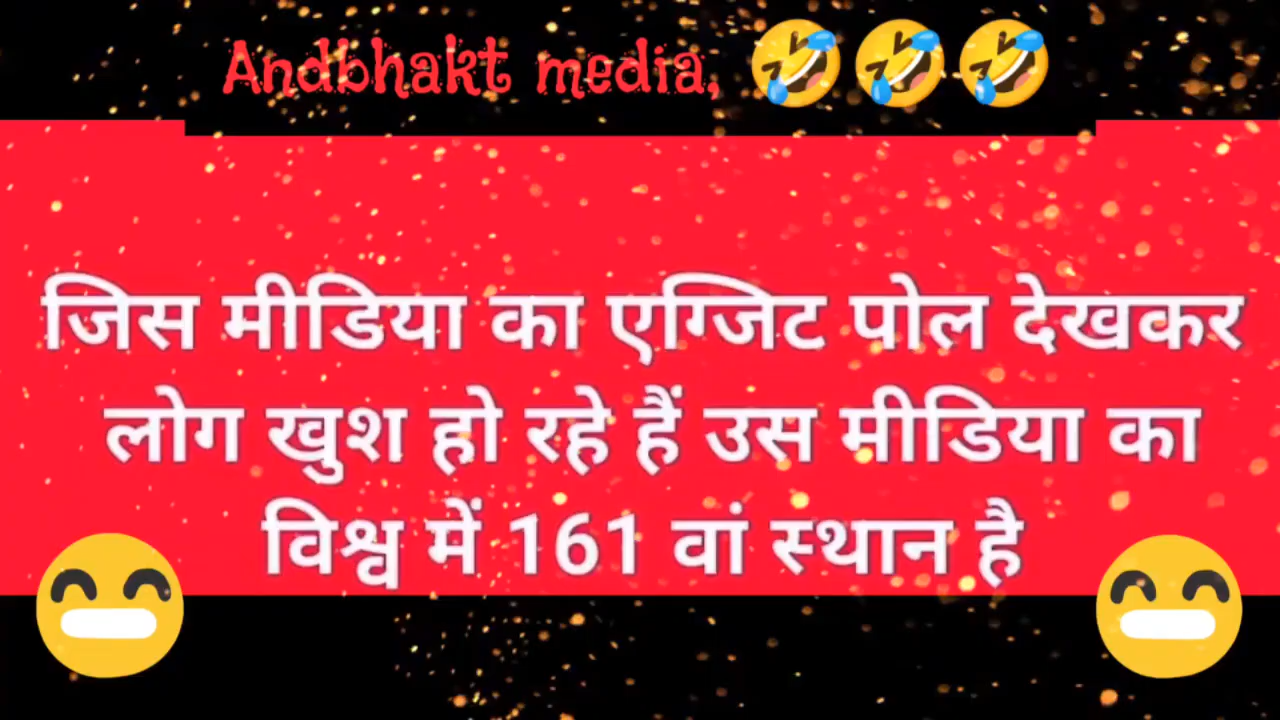 Andbhakt media, 🤣🤣🤣
जिस मीडिया का एग्जिट पोल देखकर
लोग खुश हो रहे हैं उस मीडिया का
विश्व में 161 वां स्थान है